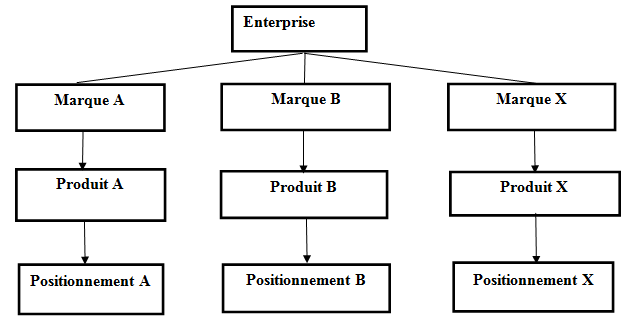 Enterprise
Marque A
Marque B
Marque X
Produit A
Produit B
Produit X
Positionnement A
Positionnement B
Positionnement X